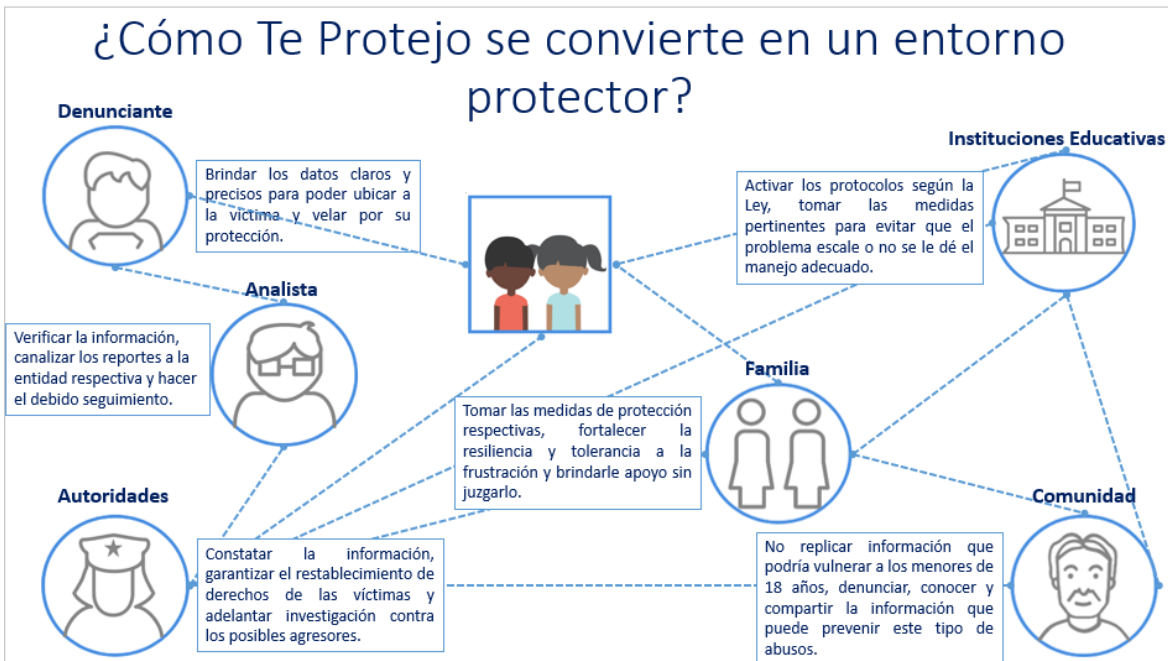 ¿Cómo Te Protejo se convierte en un entorno
protector?
Denunciante
Brindar los datos claros y
precisos para poder ubicar a
la víctima y velar por su
protección.
Instituciones Educativas
Activar los protocolos según la
Ley, tomar las medidas
pertinentes para evitar que el
problema escale o no se le dé el
manejo adecuado.
Analista
Verificar la información,
canalizar los reportes a la
entidad respectiva y hacer
el debido seguimiento.
Familia
Tomar las medidas de protección
respectivas, fortalecer la
resiliencia y tolerancia a la
frustración y brindarle apoyo sin
juzgarlo.
Autoridades
Constatar la información,
garantizar el restablecimiento de
derechos de las víctimas y
adelantar investigación contra
los posibles agresores.
Comunidad
No replicar información que
podría vulnerar a los menores de
18 años, denunciar, conocer y
compartir la información que
puede prevenir este tipo de
abusos.